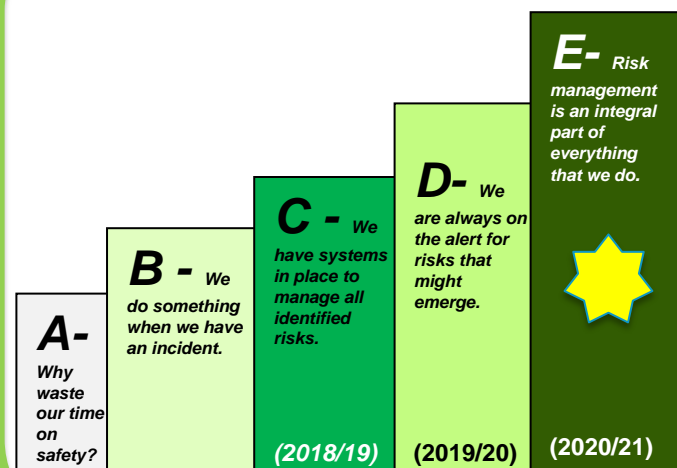 A-
Why
waste
our time
on
safety?
B - We
do something
when we have
an incident.
C - We
have systems
in place to
manage all
identified
risks.
(2018/19)
D- We
are always on
the alert for
risks that
might
emerge.
(2019/20)
E- Risk
management
is an integral
part of
everything
that we do.
(2020/21)